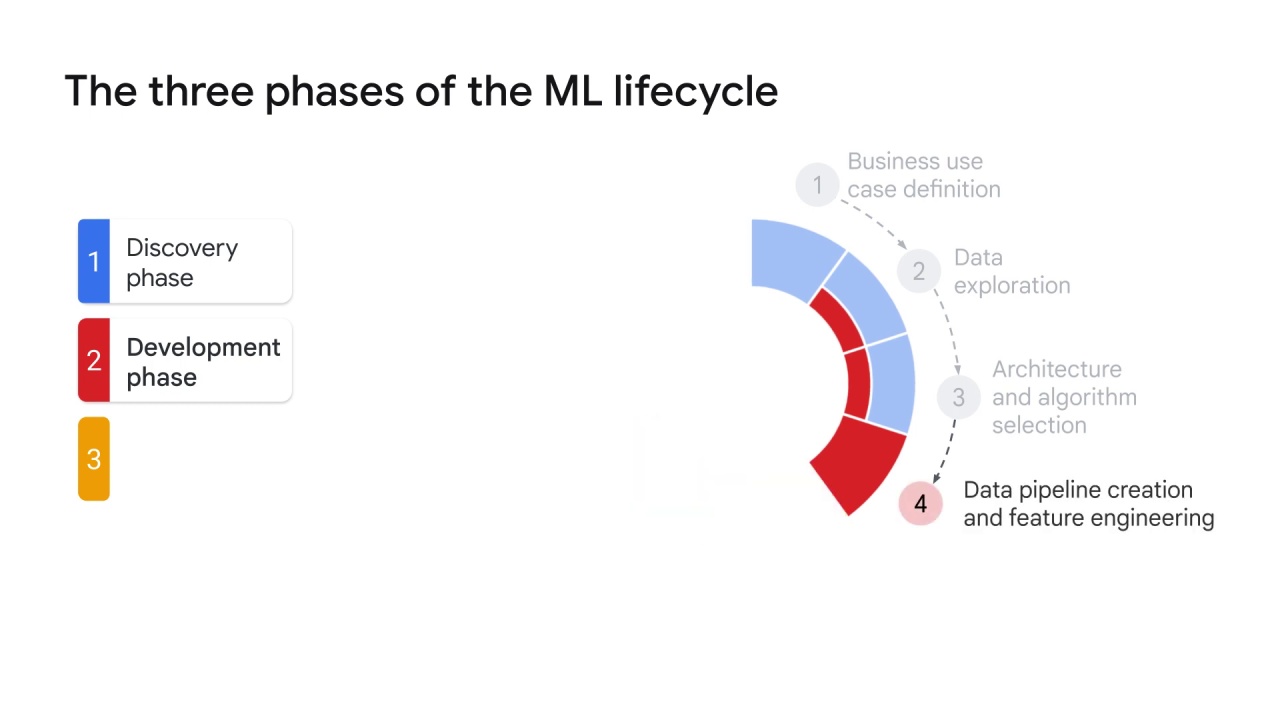 The three phases of the ML lifecycle
1
Discovery
phase
2
Development
phase
3
1
Business use
case definition
2
Data
exploration
3
Architecture
and algorithm
selection
4
Data pipeline creation
and feature engineering